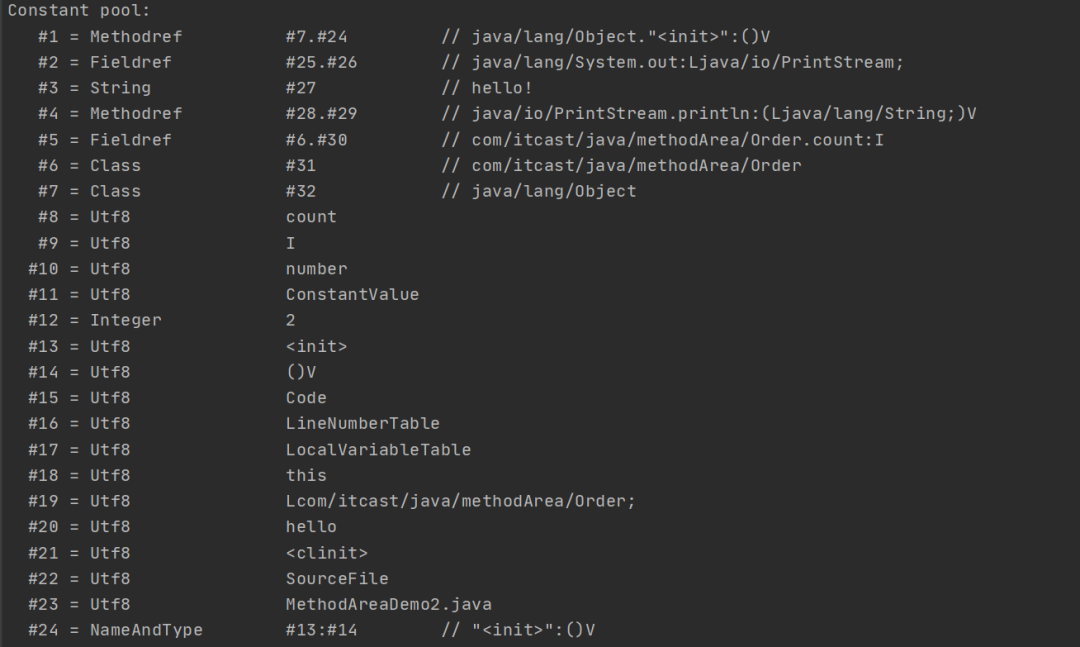 Constant pool:
#1 = Methodref #7.#24 // java/lang/Object."<init>":()V
#2 = Fieldref #25.#26 // java/lang/System.out:Ljava/io/PrintStream;
#3 = String #27 // hello!
#4 = Methodref #28.#29 // java/io/PrintStream.println:(Ljava/lang/String;)V
#5 = Fieldref #6.#30 // com/itcast/java/methodArea/Order.count:I
#6 = Class #31 // com/itcast/java/methodArea/Order
#7 = Class #32 // java/lang/Object
#8 = Utf8 count
#9 = Utf8 I
#10 = Utf8 number
#11 = Utf8 ConstantValue
#12 = Integer 2
#13 = Utf8 <init>
#14 = Utf8 ()V
#15 = Utf8 Code
#16 = Utf8 LineNumberTable
#17 = Utf8 LocalVariableTable
#18 = Utf8 this
#19 = Utf8 Lcom/itcast/java/methodArea/Order;
#20 = Utf8 hello
#21 = Utf8 <clinit>
#22 = Utf8 SourceFile
#23 = Utf8 MethodAreaDemo2.java
#24 = NameAndType #13:#14 // "<init>":()V